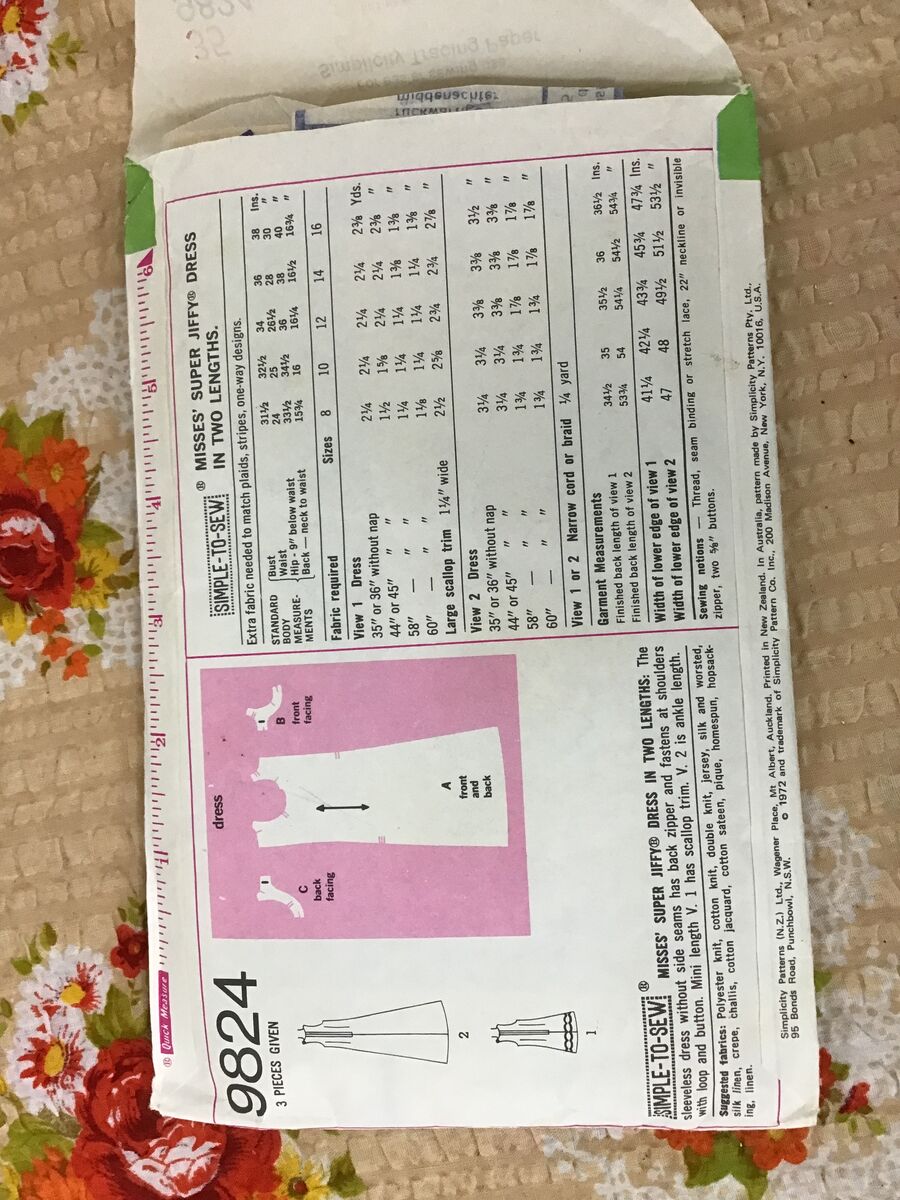 9824
35
Simplicity Tracing Paper
middenachter
Quick Measure
1 2 3 4 5 6
9824
3 PIECES GIVEN
2
1
dress
C
back
facing
A
front
and
back
B
front
facing
SIMPLE-TO-SEW! ® MISSES' SUPER JIFFY® DRESS
IN TWO LENGTHS.
Extra fabric needed to match plaids, stripes, one-way designs.
STANDARD BODY MEASURE-MENTS
Bust 31½ 32½ 34 36 38 Ins.
Waist 24 25 26½ 28 30 "
Hip - 9" below waist 33½ 34½ 36 38 40 "
Back — neck to waist 15¾ 16 16¼ 16½ 16¾ "
Fabric required Sizes 8 10 12 14 16
View 1 Dress
35" or 36" without nap 2¼ 2¼ 2¼ 2¼ 2⅜ Yds.
44" or 45" " " 1½ 1⅝ 2¼ 2¼ 2⅜ "
58" — " 1¼ 1¼ 1¼ 1⅜ 1⅜ "
60" — " 1⅛ 1¼ 1¼ 1¼ 1⅜ "
Large scallop trim 1¼" wide 2½ 2⅝ 2¾ 2¾ 2⅞ "
View 2 Dress
35" or 36" without nap 3¼ 3¼ 3⅜ 3⅜ 3½ "
44" or 45" " " 3¼ 3¼ 3⅜ 3⅜ 3⅜ "
58" — " 1¾ 1¾ 1⅞ 1⅞ 1⅞ "
60" — " 1¾ 1¾ 1¾ 1⅞ 1⅞ "
View 1 or 2 Narrow cord or braid ¼ yard
Garment Measurements
Finished back length of view 1 34½ 35 35½ 36 36½ Ins.
Finished back length of view 2 53¾ 54 54¼ 54½ 54¾ "
Width of lower edge of view 1 41¼ 42¼ 43¾ 45¾ 47¾ Ins.
Width of lower edge of view 2 47 48 49½ 51½ 53½ "
Sewing notions — Thread, seam binding or stretch lace, 22" neckline or invisible
zipper, two ⅝" buttons.
SIMPLE-TO-SEW! ® MISSES' SUPER JIFFY® DRESS IN TWO LENGTHS: The
sleeveless dress without side seams has back zipper and fastens at shoulders
with loop and button. Mini length V. 1 has scallop trim. V. 2 is ankle length.
Suggested fabrics: Polyester knit, cotton knit, double knit, jersey, silk and worsted,
silk linen, crepe, challis, cotton jacquard, cotton sateen, pique, homespun, hopsack-
ing, linen.
Simplicity Patterns (N.Z.) Ltd., Wagener Place, Mt Albert, Auckland. Printed in New Zealand. In Australia, pattern made by Simplicity Patterns Pty. Ltd.,
95 Bonds Road, Punchbowl, N.S.W. © 1972 and trademark of Simplicity Pattern Co. Inc., 200 Madison Avenue, New York, N.Y. 10016, U.S.A.